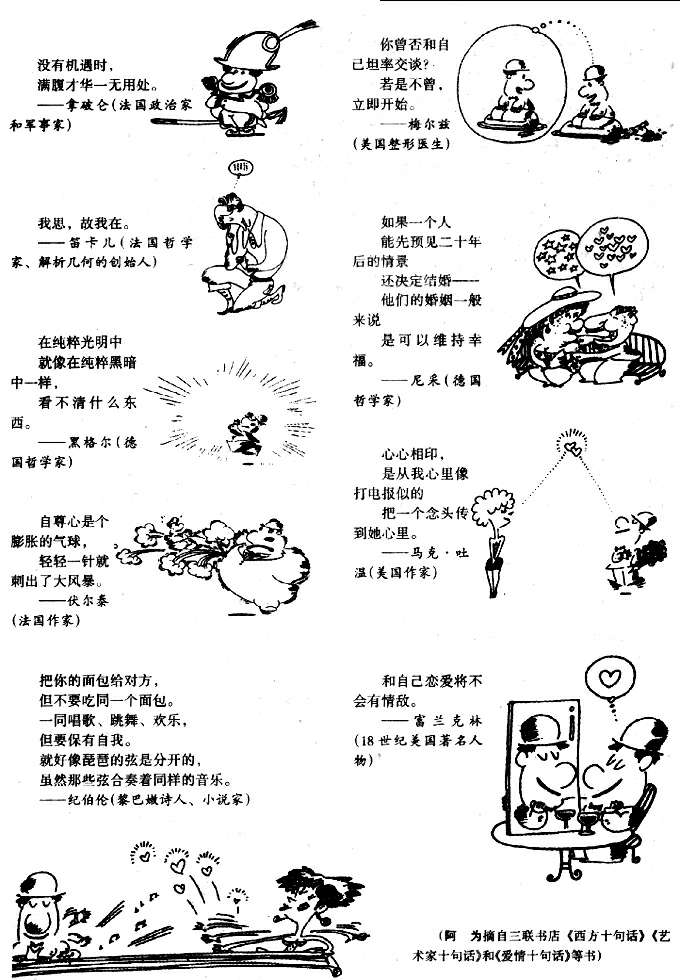 没有机遇时，
满腹才华一无用处。
——拿破仑(法国政治家
和军事家)
我思，故我在。
——笛卡儿(法国哲学
家、解析几何的创始人)
在纯粹光明中
就像在纯粹黑暗
中一样，
看不清什么东
西。
——黑格尔(德
国哲学家)
自尊心是个
膨胀的气球，
轻轻一针就
刺出了大风暴。
——伏尔泰
(法国作家)
把你的面包给对方，
但不要吃同一个面包。
一同唱歌、跳舞、欢乐，
但要保有自我。
就好像琵琶的弦是分开的，
虽然那些弦合奏着同样的音乐。
——纪伯伦(黎巴嫩诗人、小说家)
你曾否和自
己坦率交谈?
若是不曾，
立即开始。
——梅尔兹
(美国整形医生)
如果一个人
能先预见二十年
后的情景
还决定结婚——
他们的婚姻一般
来说
是可以维持幸
福。
——尼采(德国
哲学家)
心心相印，
是从我心里像
打电报似的
把一个念头传
到她心里。
——马克·吐
温(美国作家)
和自己恋爱将不
会有情敌。
——富兰克林
(18世纪美国著名人
物)
(阿　为摘自三联书店《西方十句话》《艺
术家十句话》和《爱情十句话》等书)